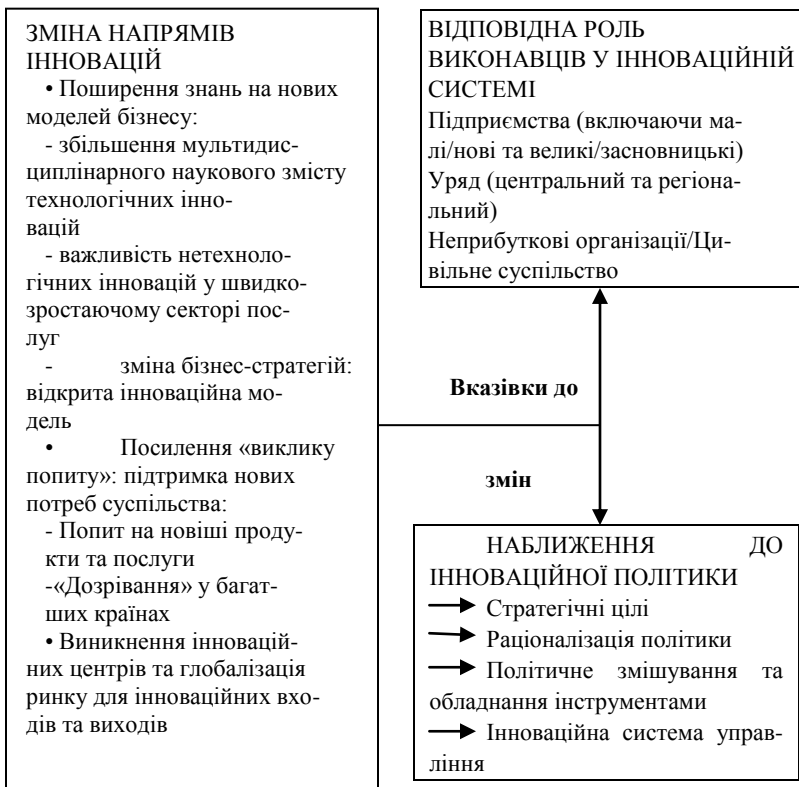 ЗМІНА НАПРЯМІВ
ІННОВАЦІЙ
• Поширення знань на нових
моделей бізнесу:
- збільшення мультидис-
циплінарного наукового змісту
технологічних інно-
вацій
- важливість нетехноло-
гічних інновацій у швидко-
зростаючому секторі пос-
луг
- зміна бізнес-стратегій:
відкрита інноваційна мо-
дель
• Посилення «виклику
попиту»: підтримка нових
потреб суспільства:
- Попит на новіші проду-
кти та послуги
-«Дозрівання» у багат-
ших країнах
• Виникнення інновацій-
них центрів та глобалізація
ринку для інноваційних вхо-
дів та виходів
ВІДПОВІДНА РОЛЬ
ВИКОНАВЦІВ У ІННОВАЦІЙНІЙ
СИСТЕМІ
Підприємства (включаючи ма-
лі/нові та великі/засновницькі)
Уряд (центральний та регіона-
льний)
Неприбуткові організації/Ци-
вільне суспільство
Вказівки до
змін
НАБЛИЖЕННЯ ДО
ІННОВАЦІЙНОЇ ПОЛІТИКИ
Стратегічні цілі
Раціоналізація політики
Політичне змішування та
обладнання інструментами
Інноваційна система управ-
ління